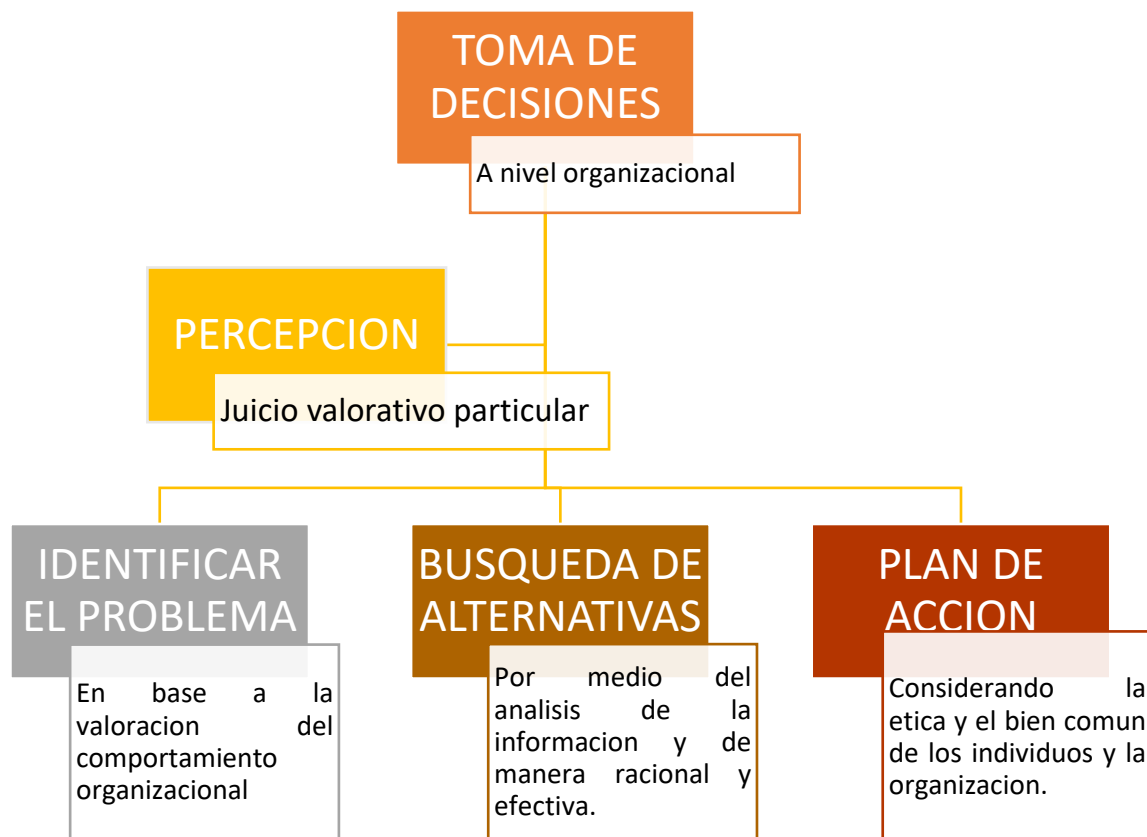 TOMA DE
DECISIONES
A nivel organizacional
PERCEPCION
Juicio valorativo particular
IDENTIFICAR
EL PROBLEMA
En base a la
valoracion del
comportamiento
organizacional
BUSQUEDA DE
ALTERNATIVAS
Por medio del
analisis de la
informacion y de
manera racional y
efectiva.
PLAN DE
ACCION
Considerando la
etica y el bien comun
de los individuos y la
organizacion.